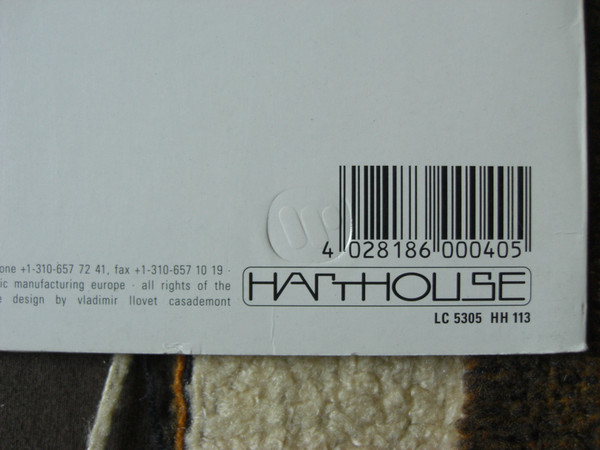 4 028186 000405
one +1-310-657 72 41, fax +1-310-657 10 19 ·
ic manufacturing europe · all rights of the
design by vladimir llovet casademont
HARTHOUSE
LC 5305 HH 113